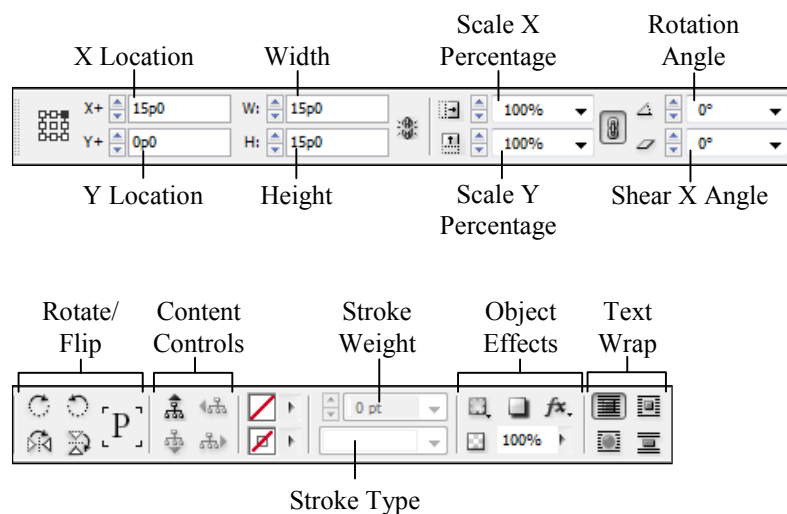 Scale X Rotation
X Location Width Percentage Angle
X+ 15p0 W: 15p0 100% 0°
Y+ 0p0 H: 15p0 100% 0°
Y Location Height Scale Y Shear X Angle
Percentage
Rotate/ Content Stroke Object Text
Flip Controls Weight Effects Wrap
P 0 pt fx.
100%
Stroke Type